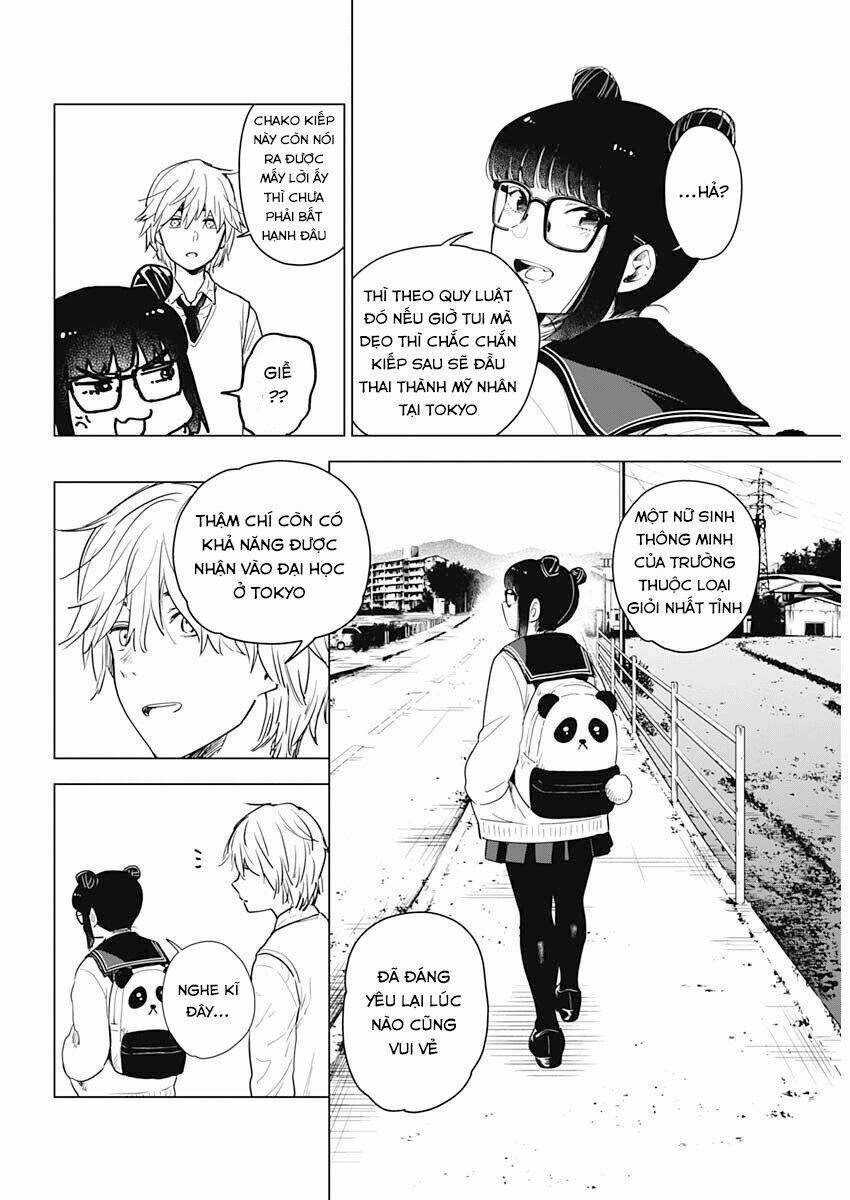 ...HẢ?
THÌ THEO QUY LUẬT
ĐÓ NẾU GIỜ TUI MÀ
DẸO THÌ CHẮC CHẮN
KIẾP SAU SẼ ĐẦU
THAI THÀNH MỸ NHÂN
TẠI TOKYO
CHAKO KIẾP
NÀY CÒN NÓI
RA ĐƯỢC
MẤY LỜI ẤY
THÌ CHƯA
PHẢI BẤT
HẠNH ĐÂU
GIỀ
??
MỘT NỮ SINH
THÔNG MINH
CỦA TRƯỜNG
THUỘC LOẠI
GIỎI NHẤT TỈNH
THẬM CHÍ CÒN CÓ
KHẢ NĂNG ĐƯỢC
NHẬN VÀO ĐẠI HỌC
Ở TOKYO
ĐÃ ĐÁNG
YÊU LẠI LÚC
NÀO CŨNG
VUI VẺ
NGHE KĨ
ĐÂY...